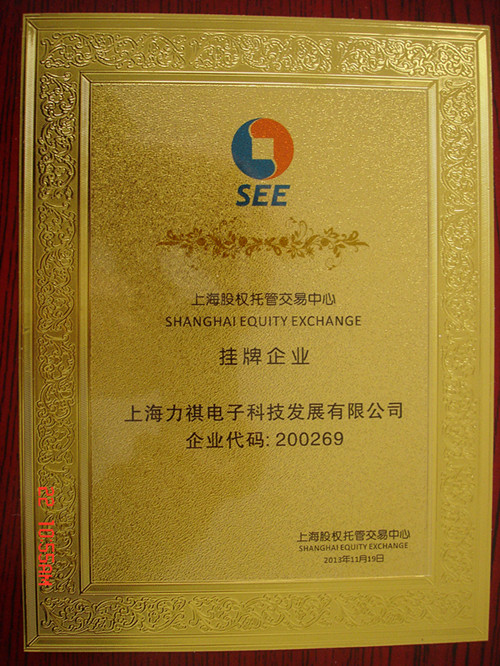 SEE
上海股权托管交易中心
SHANGHAI EQUITY EXCHANGE
挂牌企业
上海力祺电子科技发展有限公司
企业代码: 200269
上海股权托管交易中心
SHANGHAI EQUITY EXCHANGE
2013年11月19日
22 10:55AM